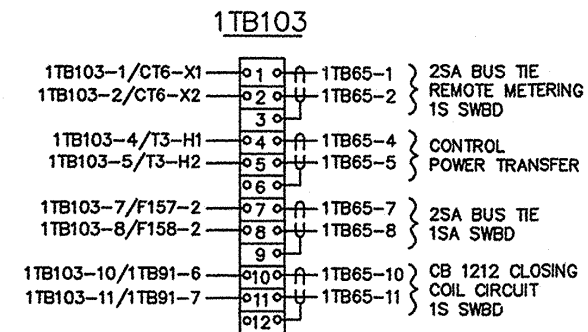 1TB103
1TB103-1/CT6-X1 1 1TB65-1 2SA BUS TIE
1TB103-2/CT6-X2 2 1TB65-2 REMOTE METERING
3 1S SWBD
1TB103-4/T3-H1 4 1TB65-4 CONTROL
1TB103-5/T3-H2 5 1TB65-5 POWER TRANSFER
6
1TB103-7/F157-2 7 1TB65-7 2SA BUS TIE
1TB103-8/F158-2 8 1TB65-8 1SA SWBD
9
1TB103-10/1TB91-6 10 1TB65-10 CB 1212 CLOSING
1TB103-11/1TB91-7 11 1TB65-11 COIL CIRCUIT
12 1S SWBD